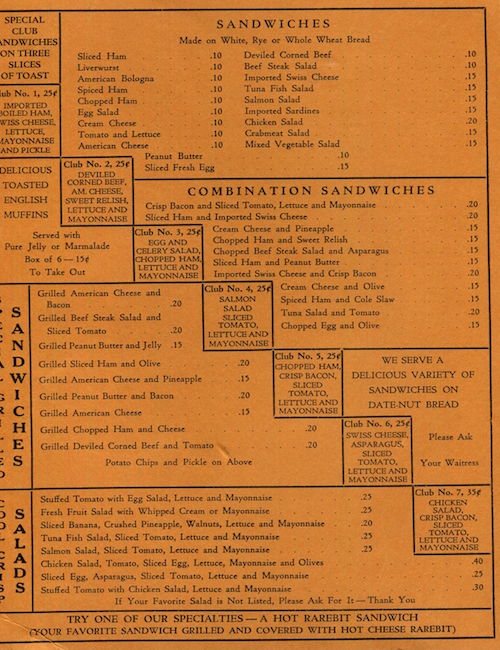 SPECIAL
CLUB
SANDWICHES
ON THREE
SLICES
OF TOAST
Club No. 1, 25¢
IMPORTED
BOILED HAM,
SWISS CHEESE,
LETTUCE,
MAYONNAISE
AND PICKLE
SANDWICHES
Made on White, Rye or Whole Wheat Bread
Sliced Ham .10
Liverwurst .10
American Bologna .10
Spiced Ham .10
Chopped Ham .10
Egg Salad .10
Cream Cheese .10
Tomato and Lettuce .10
American Cheese .10
Deviled Corned Beef .10
Beef Steak Salad .10
Imported Swiss Cheese .15
Tuna Fish Salad .15
Salmon Salad .15
Imported Sardines .15
Chicken Salad .20
Crabmeat Salad .15
Mixed Vegetable Salad .15
Peanut Butter .10
Sliced Fresh Egg .15
DELICIOUS
TOASTED
ENGLISH
MUFFINS
Served with
Pure Jelly or Marmalade
Box of 6—15¢
To Take Out
Club No. 2, 25¢
DEVILED
CORNED BEEF,
AM. CHEESE,
SWEET RELISH,
LETTUCE AND
MAYONNAISE
COMBINATION SANDWICHES
Crisp Bacon and Sliced Tomato, Lettuce and Mayonnaise .20
Sliced Ham and Imported Swiss Cheese .20
Club No. 3, 25¢
EGG AND
CELERY SALAD,
CHOPPED HAM,
LETTUCE AND
MAYONNAISE
Cream Cheese and Pineapple .15
Chopped Ham and Sweet Relish .15
Chopped Beef Steak Salad and Asparagus .15
Sliced Ham and Peanut Butter .15
Imported Swiss Cheese and Crisp Bacon .20
Club No. 4, 25¢
SALMON
SALAD
SLICED
TOMATO,
LETTUCE AND
MAYONNAISE
Cream Cheese and Olive .15
Spiced Ham and Cole Slaw .15
Tuna Salad and Tomato .20
Chopped Egg and Olive .15
SPECIAL GRILLED
SANDWICHES
Grilled American Cheese and
Bacon .20
Grilled Beef Steak Salad and
Sliced Tomato .20
Grilled Peanut Butter and Jelly .15
Grilled Sliced Ham and Olive .20
Grilled American Cheese and Pineapple .15
Grilled Peanut Butter and Bacon .20
Grilled American Cheese .15
Grilled Chopped Ham and Cheese .20
Grilled Deviled Corned Beef and Tomato .20
Potato Chips and Pickle on Above
Club No. 5, 25¢
CHOPPED HAM,
CRISP BACON,
SLICED
TOMATO,
LETTUCE AND
MAYONNAISE
WE SERVE A
DELICIOUS VARIETY OF
SANDWICHES ON
DATE-NUT BREAD
Please Ask
Your Waitress
Club No. 6, 25¢
SWISS CHEESE,
ASPARAGUS,
SLICED
TOMATO,
LETTUCE AND
MAYONNAISE
Club No. 7, 35¢
CHICKEN
SALAD,
CRISP BACON,
SLICED
TOMATO,
LETTUCE AND
MAYONNAISE
COOL CRISP
SALADS
Stuffed Tomato with Egg Salad, Lettuce and Mayonnaise .25
Fresh Fruit Salad with Whipped Cream or Mayonnaise .25
Sliced Banana, Crushed Pineapple, Walnuts, Lettuce and Mayonnaise .20
Tuna Fish Salad, Sliced Tomato, Lettuce and Mayonnaise .25
Salmon Salad, Sliced Tomato, Lettuce and Mayonnaise .25
Chicken Salad, Tomato, Sliced Egg, Lettuce, Mayonnaise and Olives .40
Sliced Egg, Asparagus, Sliced Tomato, Lettuce and Mayonnaise .25
Stuffed Tomato with Chicken Salad, Lettuce and Mayonnaise .30
If Your Favorite Salad is Not Listed, Please Ask For It—Thank You
TRY ONE OF OUR SPECIALTIES—A HOT RAREBIT SANDWICH
(YOUR FAVORITE SANDWICH GRILLED AND COVERED WITH HOT CHEESE RAREBIT)